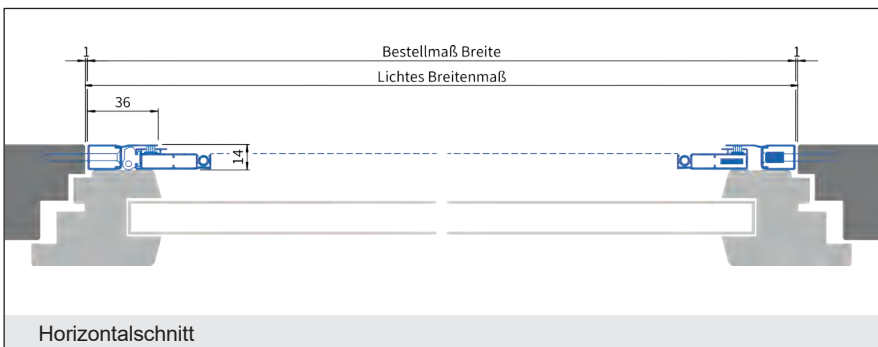 1 Bestellmaß Breite 1
Lichtes Breitenmaß
36
14
Horizontalschnitt